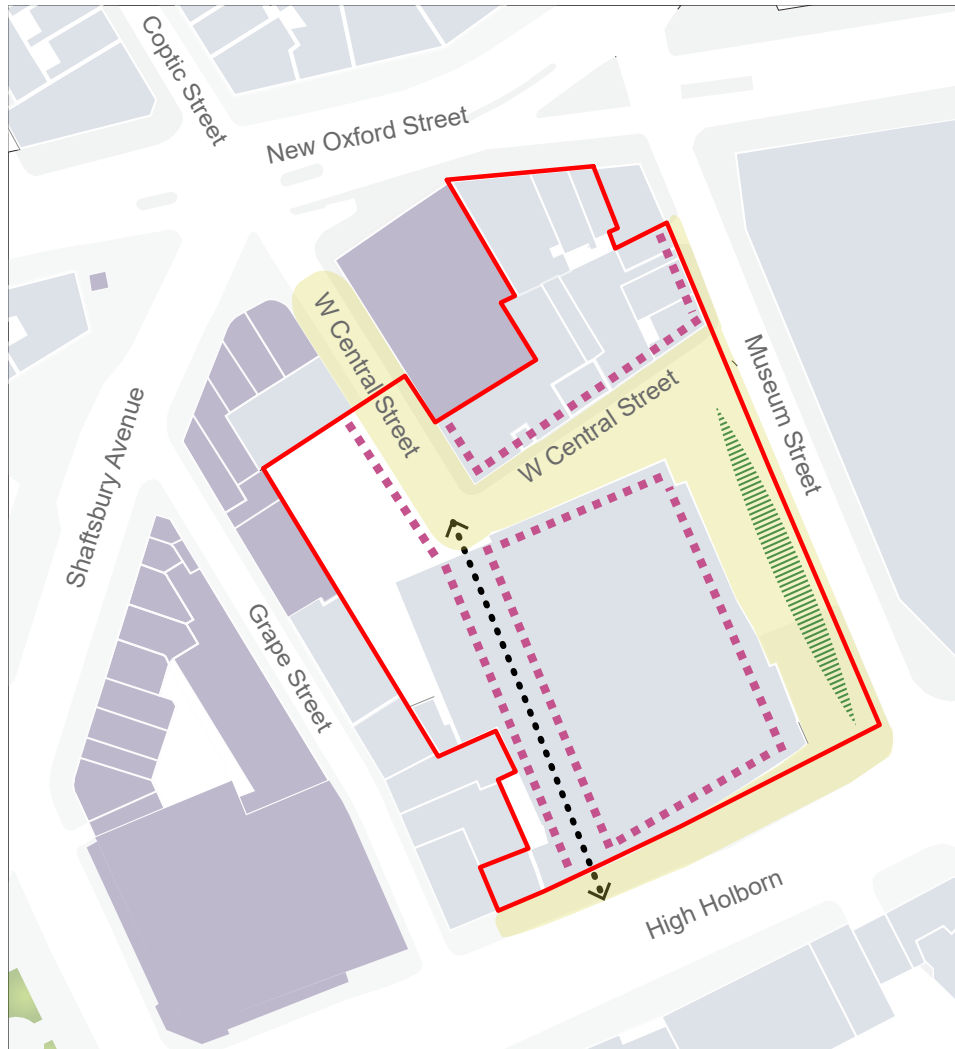 Coptic Street
New Oxford Street
W Central Street
Museum Street
W Central Street
Shaftsbury Avenue
Grape Street
High Holborn